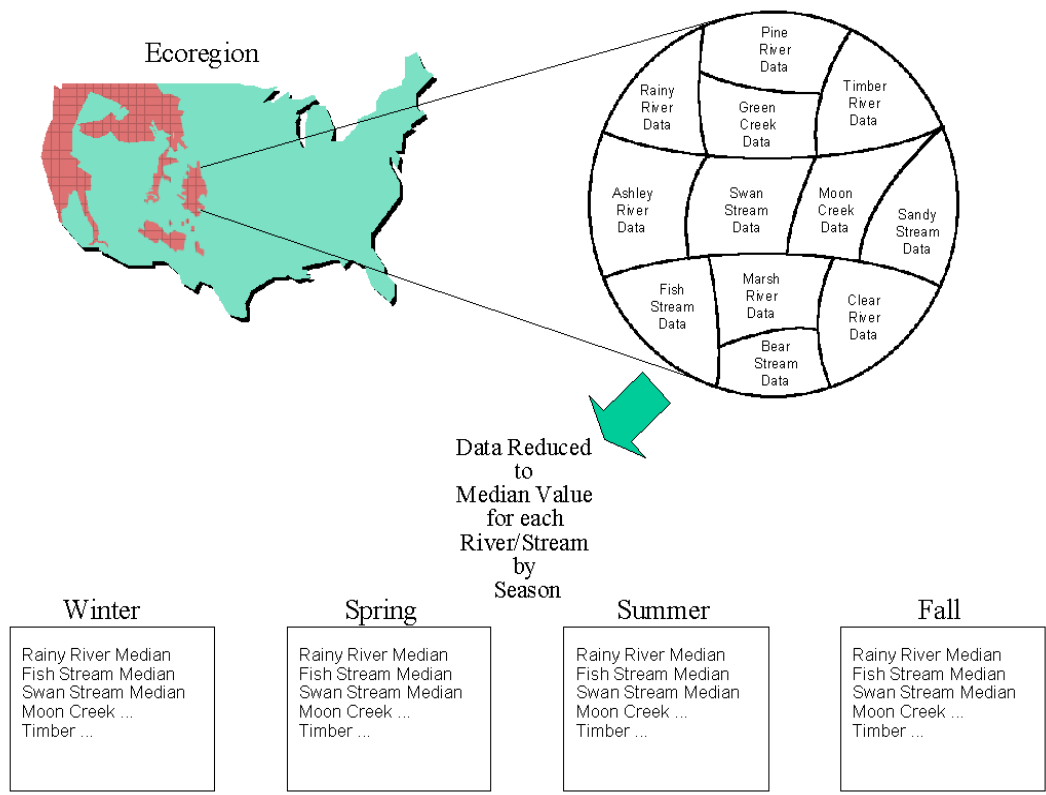 Ecoregion
Pine
River
Data
Rainy
River
Data
Green
Creek
Data
Timber
River
Data
Ashley
River
Data
Swan
Stream
Data
Moon
Creek
Data
Sandy
Stream
Data
Fish
Stream
Data
Marsh
River
Data
Clear
River
Data
Bear
Stream
Data
Data Reduced
to
Median Value
for each
River/Stream
by
Season
Winter
Rainy River Median
Fish Stream Median
Swan Stream Median
Moon Creek ...
Timber ...
Spring
Rainy River Median
Fish Stream Median
Swan Stream Median
Moon Creek ...
Timber ...
Summer
Rainy River Median
Fish Stream Median
Swan Stream Median
Moon Creek ...
Timber ...
Fall
Rainy River Median
Fish Stream Median
Swan Stream Median
Moon Creek ...
Timber ...